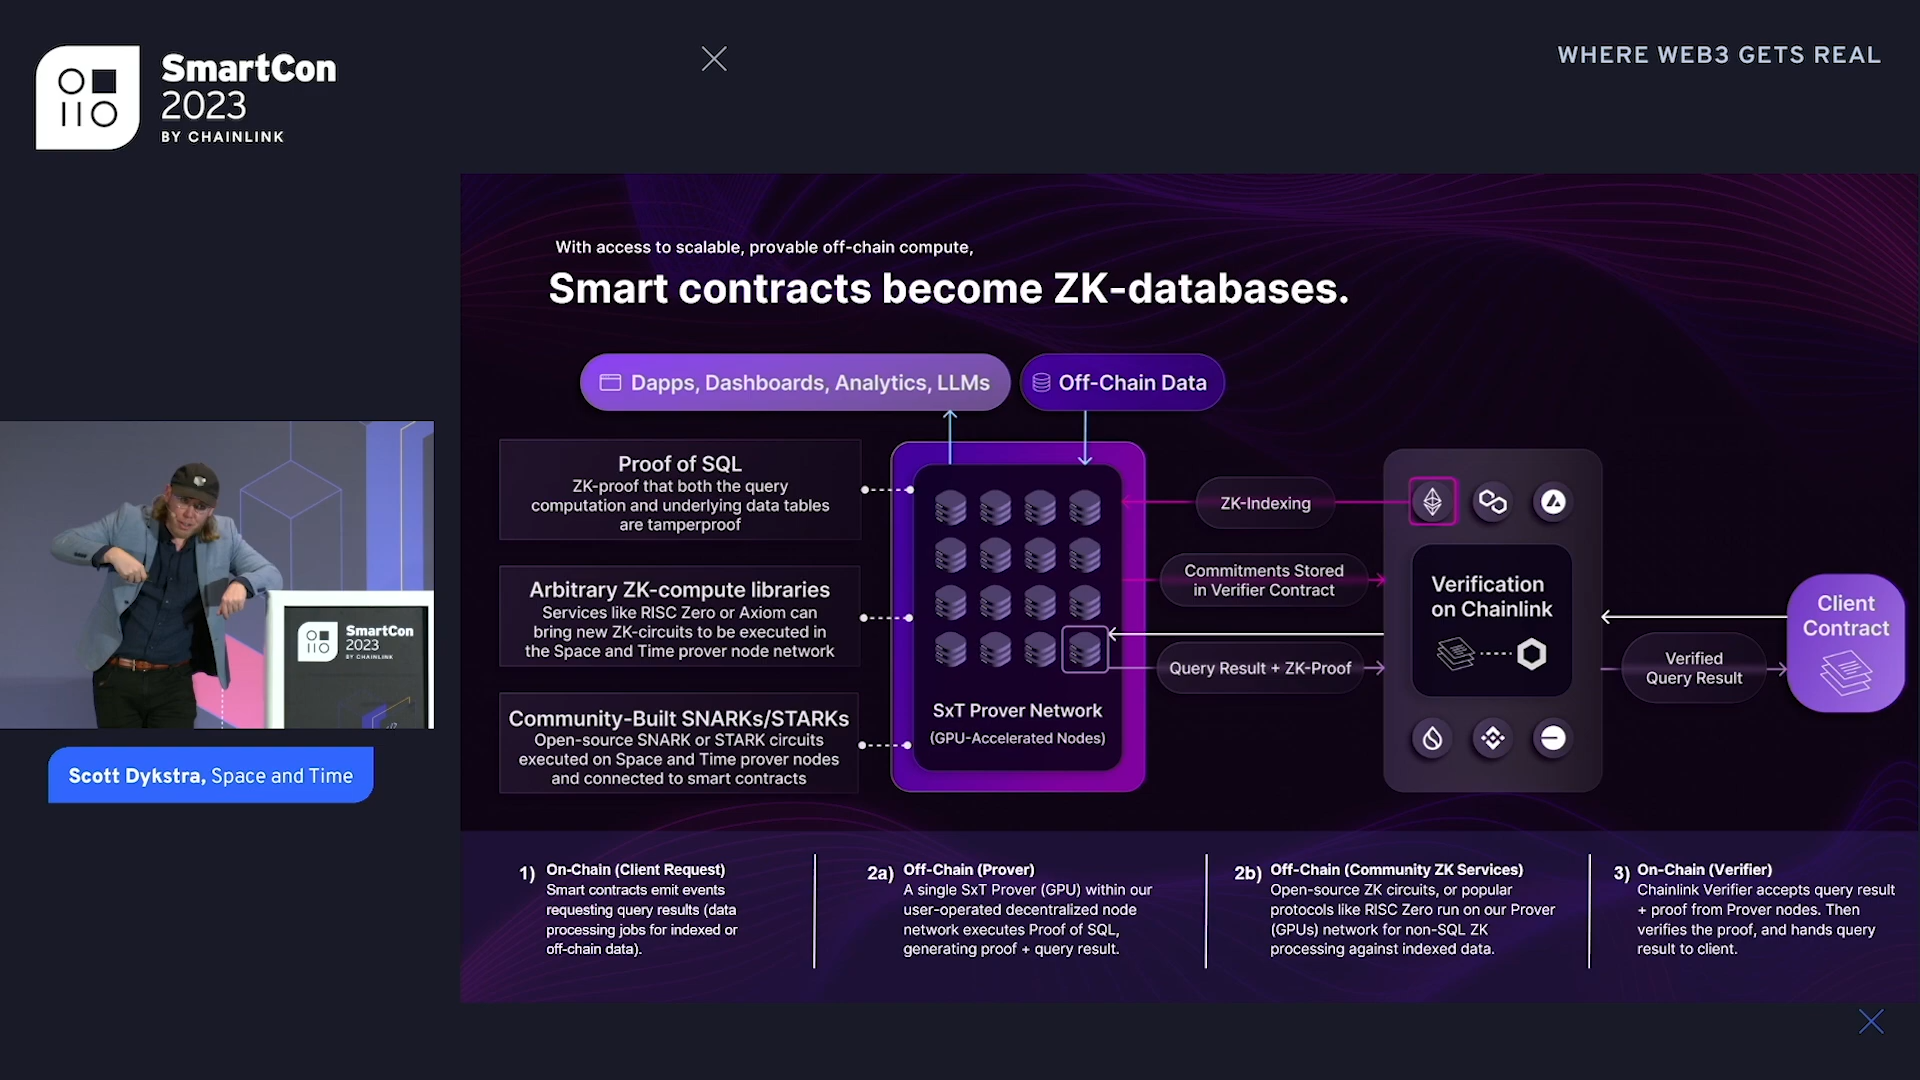 SmartCon
2023
BY CHAINLINK
WHERE WEB3 GETS REAL
With access to scalable, provable off-chain compute,
Smart contracts become ZK-databases.
Dapps, Dashboards, Analytics, LLMs
Off-Chain Data
Proof of SQL
ZK-proof that both the query
computation and underlying data tables
are tamperproof
Arbitrary ZK-compute libraries
Services like RISC Zero or Axiom can
bring new ZK-circuits to be executed in
the Space and Time prover node network
Community-Built SNARKs/STARKs
Open-source SNARK or STARK circuits
executed on Space and Time prover nodes
and connected to smart contracts
SxT Prover Network
(GPU-Accelerated Nodes)
ZK-Indexing
Commitments Stored
in Verifier Contract
Query Result + ZK-Proof
Verification
on Chainlink
Verified
Query Result
Client
Contract
SmartCon
2023
BY CHAINLINK
Scott Dykstra, Space and Time
1) On-Chain (Client Request)
Smart contracts emit events
requesting query results (data
processing jobs for indexed or
off-chain data).
2a) Off-Chain (Prover)
A single SxT Prover (GPU) within our
user-operated decentralized node
network executes Proof of SQL,
generating proof + query result.
2b) Off-Chain (Community ZK Services)
Open-source ZK circuits, or popular
protocols like RISC Zero run on our Prover
(GPUs) network for non-SQL ZK
processing against indexed data.
3) On-Chain (Verifier)
Chainlink Verifier accepts query result
+ proof from Prover nodes. Then
verifies the proof, and hands query
result to client.